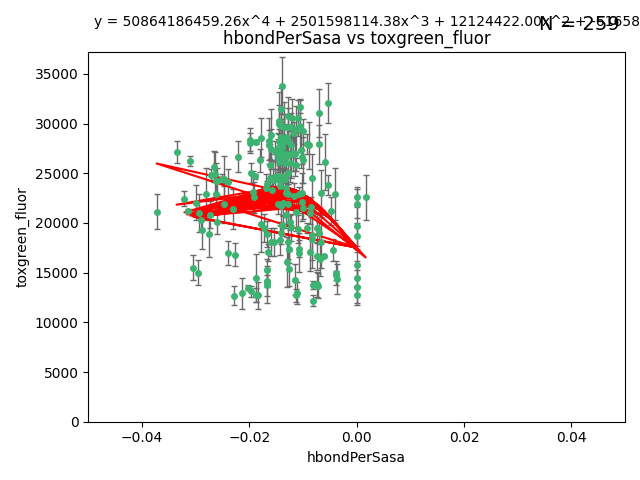 y = 50864186459.26x^4 + 2501598114.38x^3 + 12124422.00x^2 +
N = 259
hbondPerSasa vs toxgreen_fluor
35000
30000
25000
20000
15000
10000
5000
0
toxgreen_fluor
−0.04
−0.02
0.00
0.02
0.04
hbondPerSasa